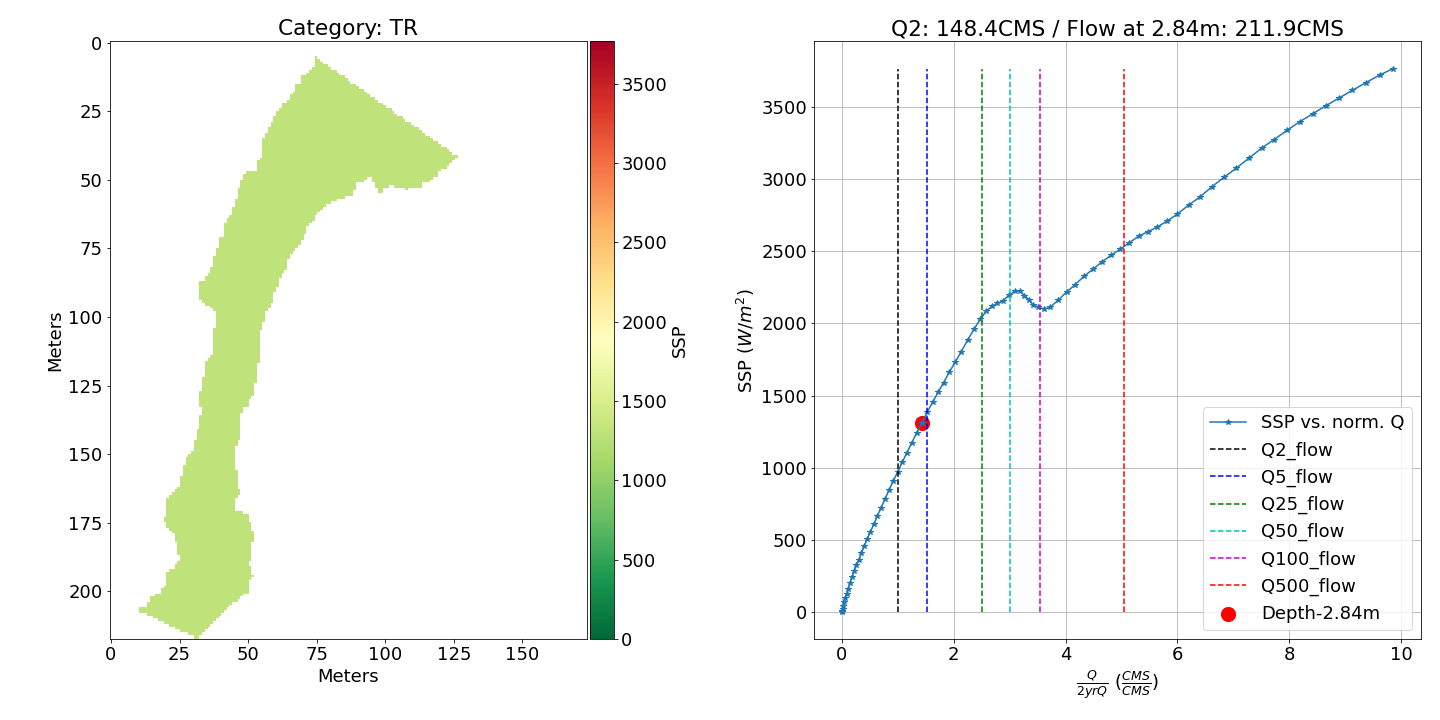 Category: TR
0
25
50
75
100
125
150
175
200
Meters
0
25
50
75
100
125
150
Meters
3500
3000
2500
2000
1500
1000
500
0
SSP
Q2: 148.4CMS / Flow at 2.84m: 211.9CMS
3500
3000
2500
2000
1500
1000
500
0
SSP (W/m²)
0
2
4
6
8
10
Q/2yrQ (CMS/CMS)
SSP vs. norm. Q
Q2_flow
Q5_flow
Q25_flow
Q50_flow
Q100_flow
Q500_flow
Depth-2.84m